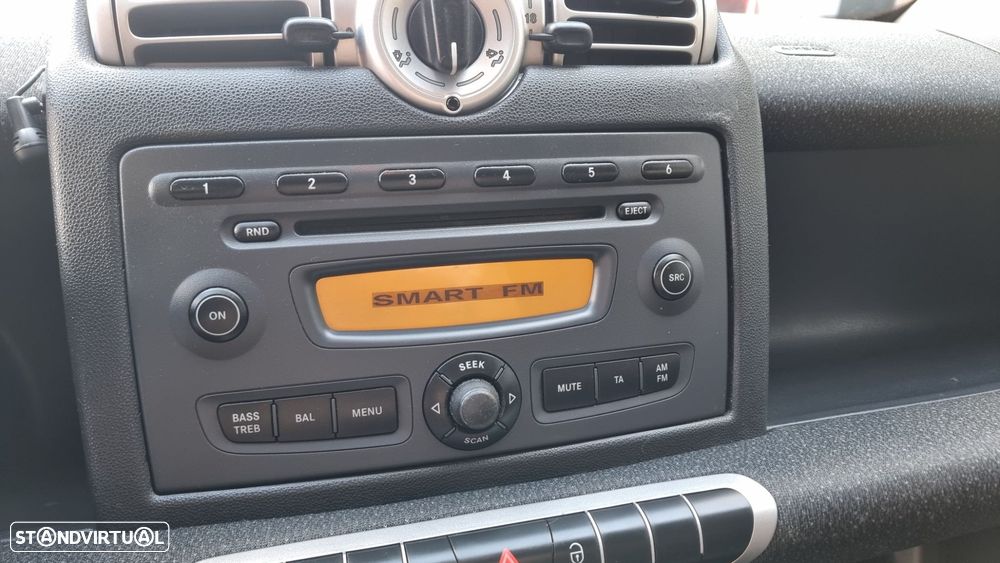 18
1 2 3 4 5 6
RND EJECT
SMART FM
ON SRC
SEEK
BASS TREB BAL MENU
MUTE TA AM FM
SCAN
STANDVIRTUAL